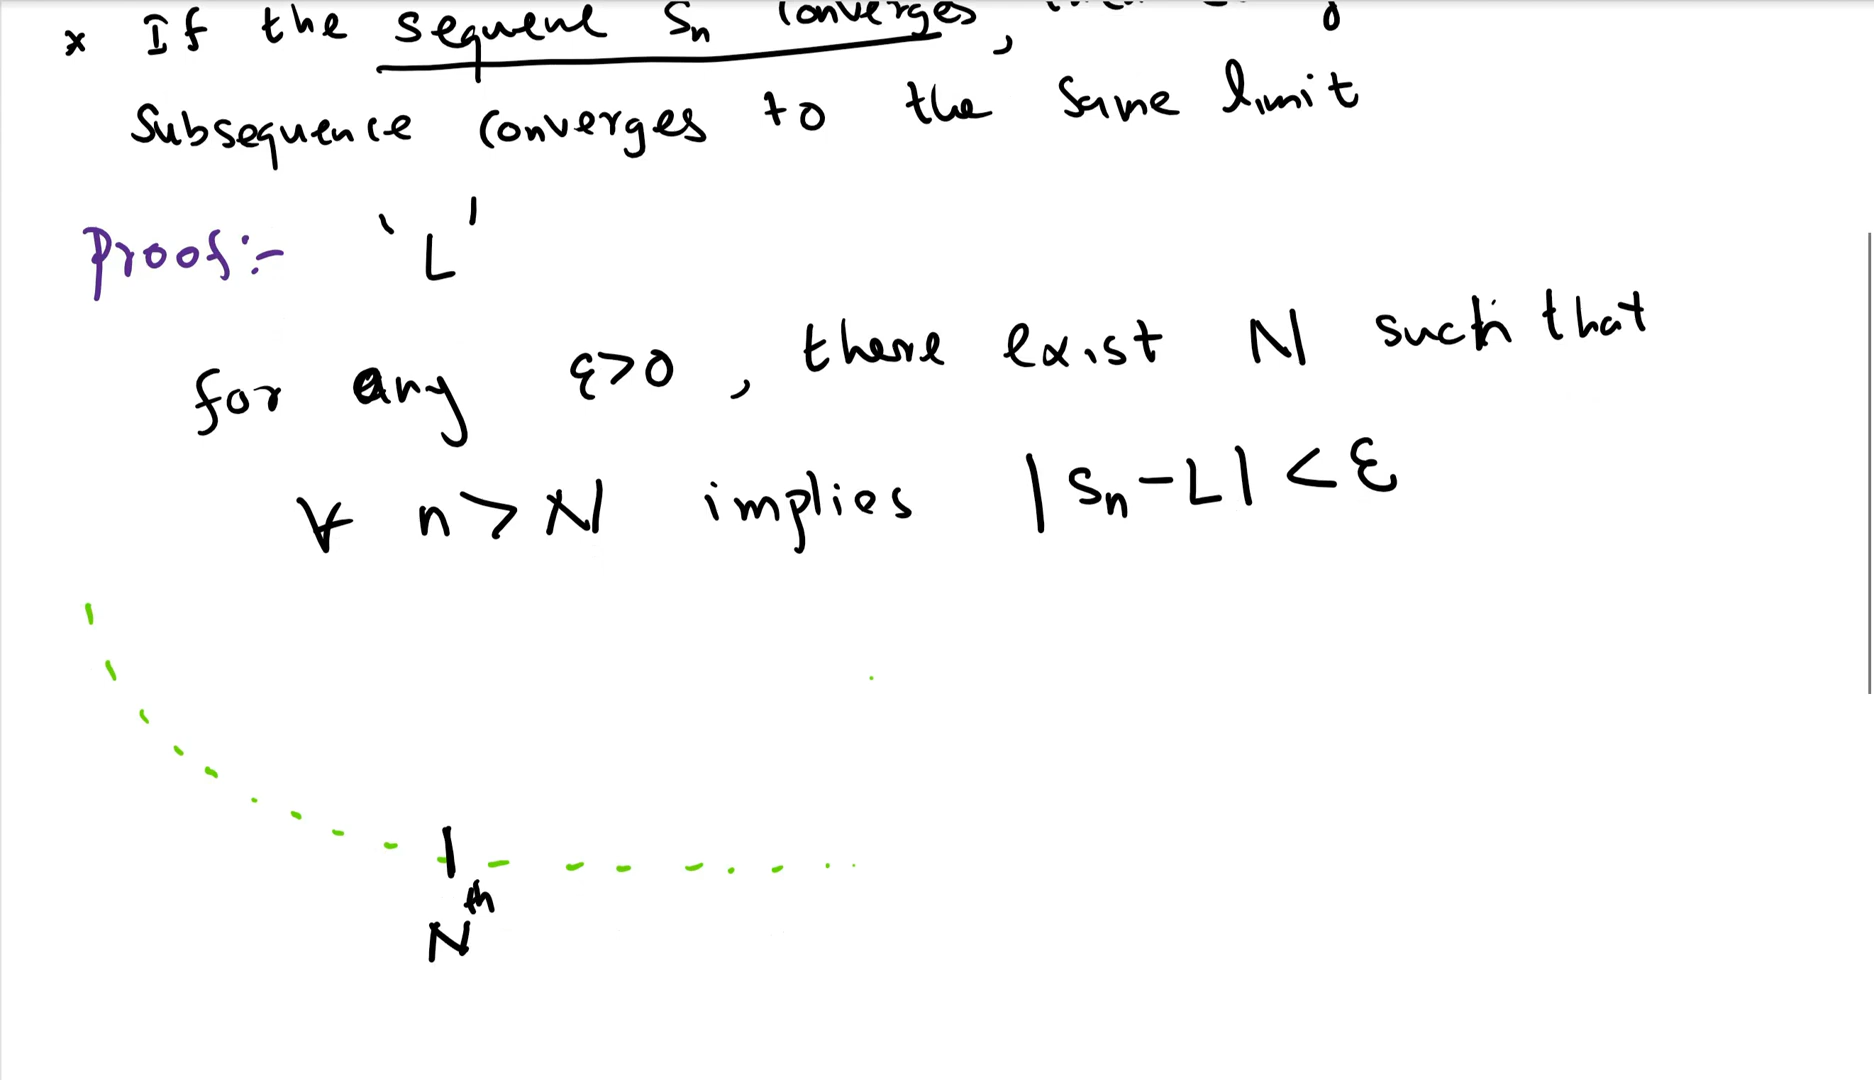 * If the sequence Sn converges,
Subsequence converges to the same limit
Proof:- 'L'
for any ε>0, there exist N such that
∀ n > N implies |Sn-L| < ε
Nth